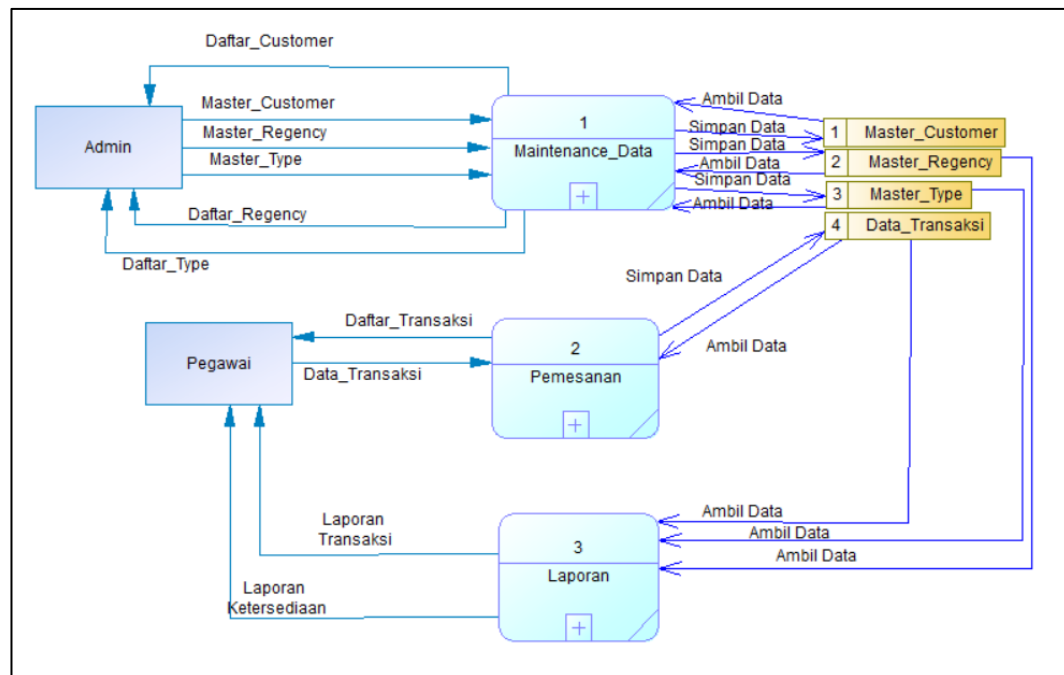 Daftar_Customer
Master_Customer
Master_Regency
Master_Type
Admin
Daftar_Regency
Daftar_Type
1
Maintenance_Data
Ambil Data
Simpan Data
Simpan Data
Ambil Data
Simpan Data
Ambil Data
1 Master_Customer
2 Master_Regency
3 Master_Type
4 Data_Transaksi
Simpan Data
Ambil Data
Daftar_Transaksi
Pegawai
Data_Transaksi
2
Pemesanan
Laporan
Transaksi
Laporan
Ketersediaan
3
Laporan
Ambil Data
Ambil Data
Ambil Data